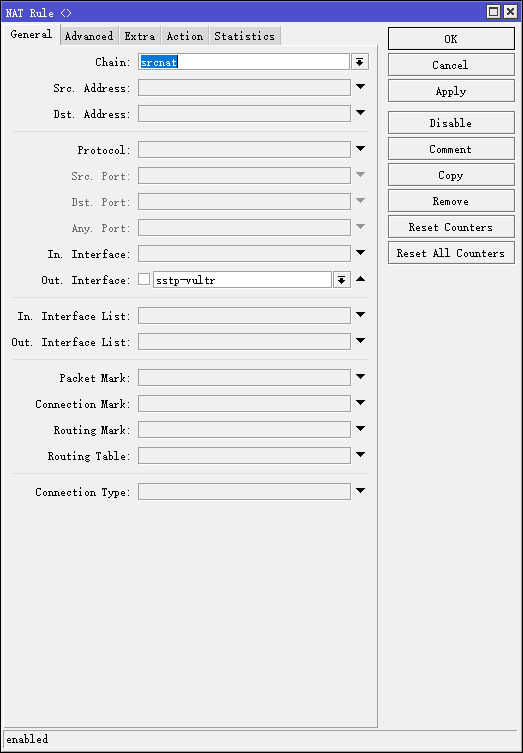 NAT Rule <>
General Advanced Extra Action Statistics
Chain: srcnat
Src. Address:
Dst. Address:
Protocol:
Src. Port:
Dst. Port:
Any. Port:
In. Interface:
Out. Interface: sstp-vultr
In. Interface List:
Out. Interface List:
Packet Mark:
Connection Mark:
Routing Mark:
Routing Table:
Connection Type:
OK
Cancel
Apply
Disable
Comment
Copy
Remove
Reset Counters
Reset All Counters
enabled